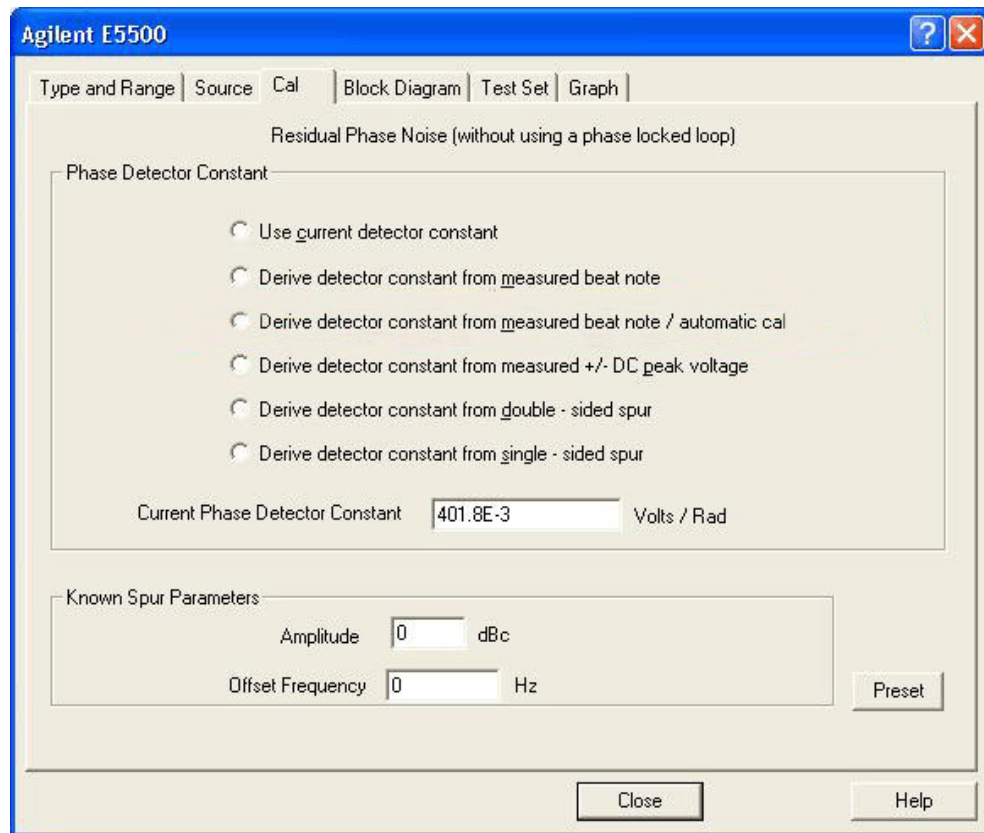 Agilent E5500
Type and Range Source Cal Block Diagram Test Set Graph
Residual Phase Noise (without using a phase locked loop)
Phase Detector Constant
Use current detector constant
Derive detector constant from measured beat note
Derive detector constant from measured beat note / automatic cal
Derive detector constant from measured +/- DC peak voltage
Derive detector constant from double - sided spur
Derive detector constant from single - sided spur
Current Phase Detector Constant 401.8E-3 Volts / Rad
Known Spur Parameters
Amplitude 0 dBc
Offset Frequency 0 Hz
Preset
Close Help